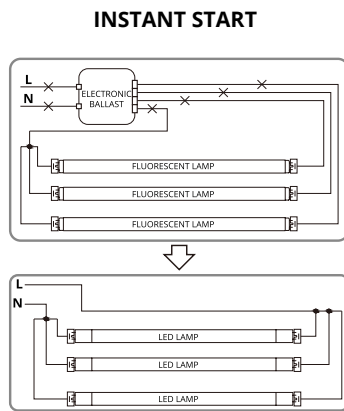 INSTANT START
L
N
ELECTRONIC
BALLAST
FLUORESCENT LAMP
FLUORESCENT LAMP
FLUORESCENT LAMP
L
N
LED LAMP
LED LAMP
LED LAMP